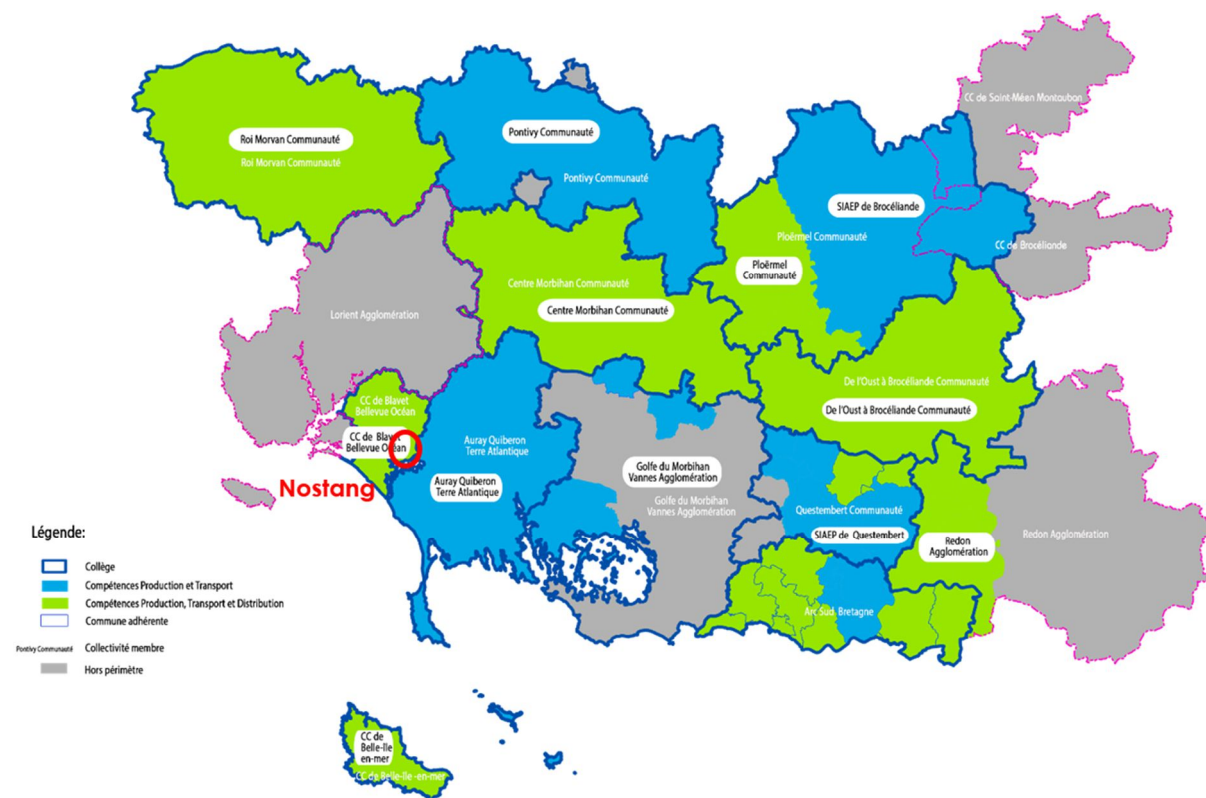 CC de Saint-Méen Montauban
Pontivy Communauté
Roi Morvan Communauté
Roi Morvan Communauté
Pontivy Communauté
SIAEP de Brocéliande
Ploërmel Communauté
CC de Brocéliande
Ploërmel
Communauté
Centre Morbihan Communauté
Centre Morbihan Communauté
Lorient Agglomération
De l'Oust à Brocéliande Communauté
De l'Oust à Brocéliande Communauté
CC de Blavet
Bellevue Océan
CC de Blavet
Bellevue Océan
Auray Quiberon
Terre Atlantique
Auray Quiberon
Terre Atlantique
Golfe du Morbihan
Vannes Agglomération
Golfe du Morbihan
Vannes Agglomération
Nostang
Questembert Communauté
SIAEP de Questembert
Redon
Agglomération
Redon Agglomération
Arc Sud Bretagne
Légende:
Collège
Compétences Production et Transport
Compétences Production, Transport et Distribution
Commune adhérente
Pontivy Communauté Collectivité membre
Hors périmètre
CC de
Belle-Ile
en-mer
CC de Belle-Ile -en-mer